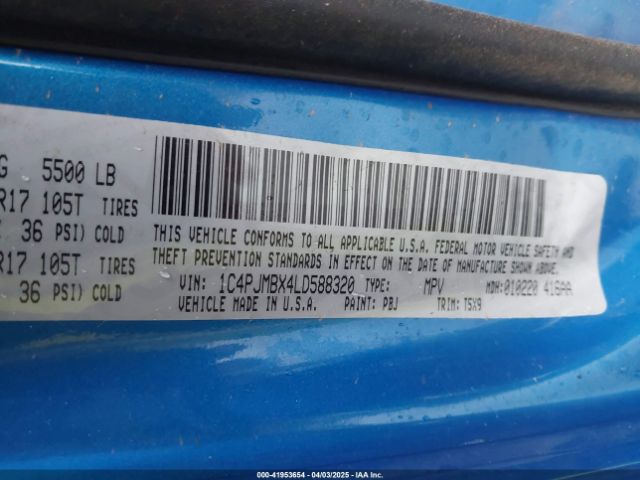 G 5500 LB
R17 105T TIRES
36 PSI) COLD
R17 105T TIRES
36 PSI) COLD
THIS VEHICLE CONFORMS TO ALL APPLICABLE U.S.A. FEDERAL MOTOR VEHICLE SAFETY AND
THEFT PREVENTION STANDARDS IN EFFECT ON THE DATE OF MANUFACTURE SHOWN ABOVE.
VIN: 1C4PJMBX4LD588320 TYPE: MPV MDH: 010220 416AA
VEHICLE MADE IN U.S.A. PAINT: PBJ TRIM: T5X9
000-41953654 - 04/03/2025 - IAA Inc.